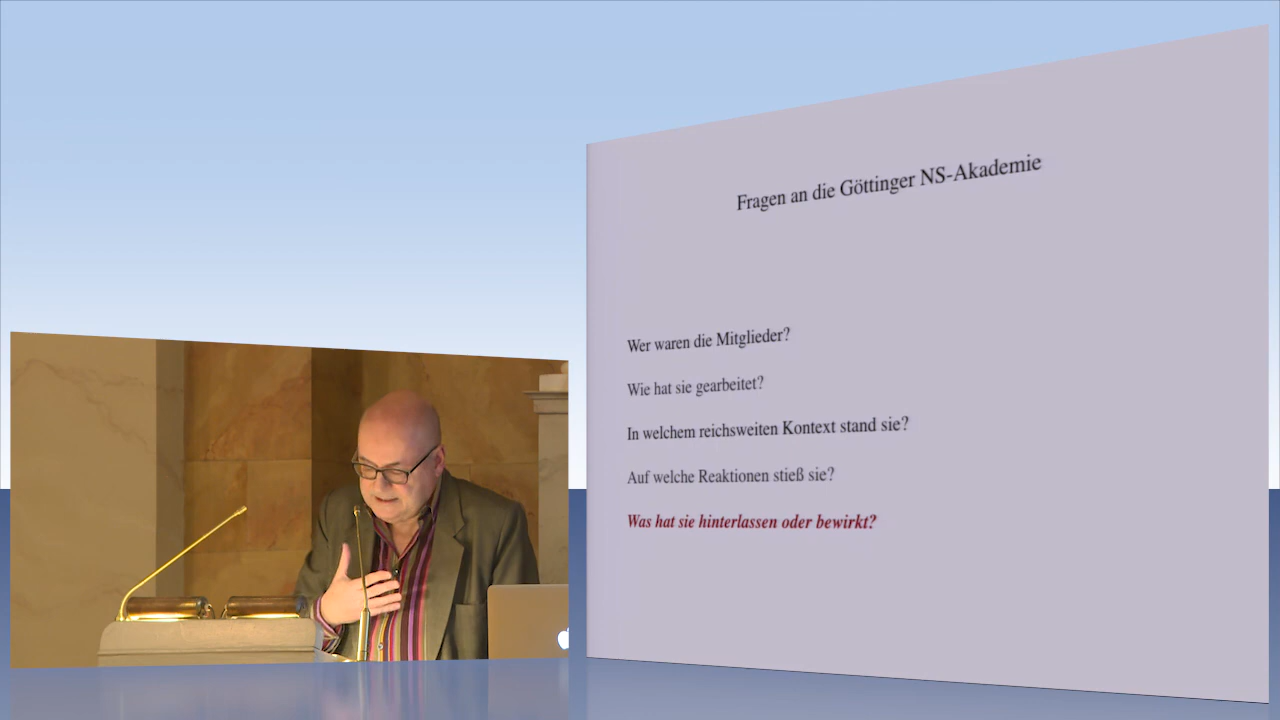 Fragen an die Göttinger NS-Akademie
Wer waren die Mitglieder?
Wie hat sie gearbeitet?
In welchem reichsweiten Kontext stand sie?
Auf welche Reaktionen stieß sie?
Was hat sie hinterlassen oder bewirkt?